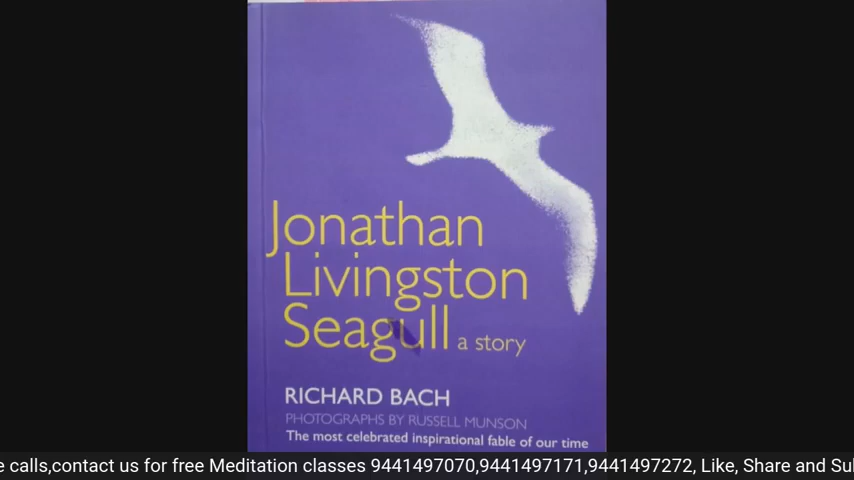 Jonathan
Livingston
Seagull a story
RICHARD BACH
PHOTOGRAPHS BY RUSSELL MUNSON
The most celebrated inspirational fable of our time
calls,contact us for free Meditation classes 9441497070,9441497171,9441497272, Like, Share and